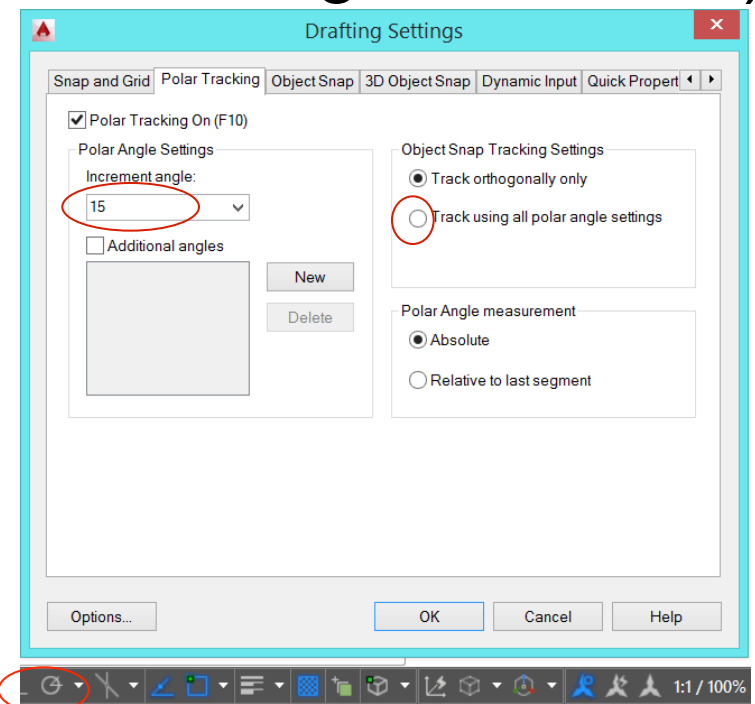 Drafting Settings
Snap and Grid Polar Tracking Object Snap 3D Object Snap Dynamic Input Quick Propert
Polar Tracking On (F10)
Polar Angle Settings
Increment angle:
15
Additional angles
New
Delete
Object Snap Tracking Settings
Track orthogonally only
Track using all polar angle settings
Polar Angle measurement
Absolute
Relative to last segment
Options...
OK Cancel Help
1:1 / 100%